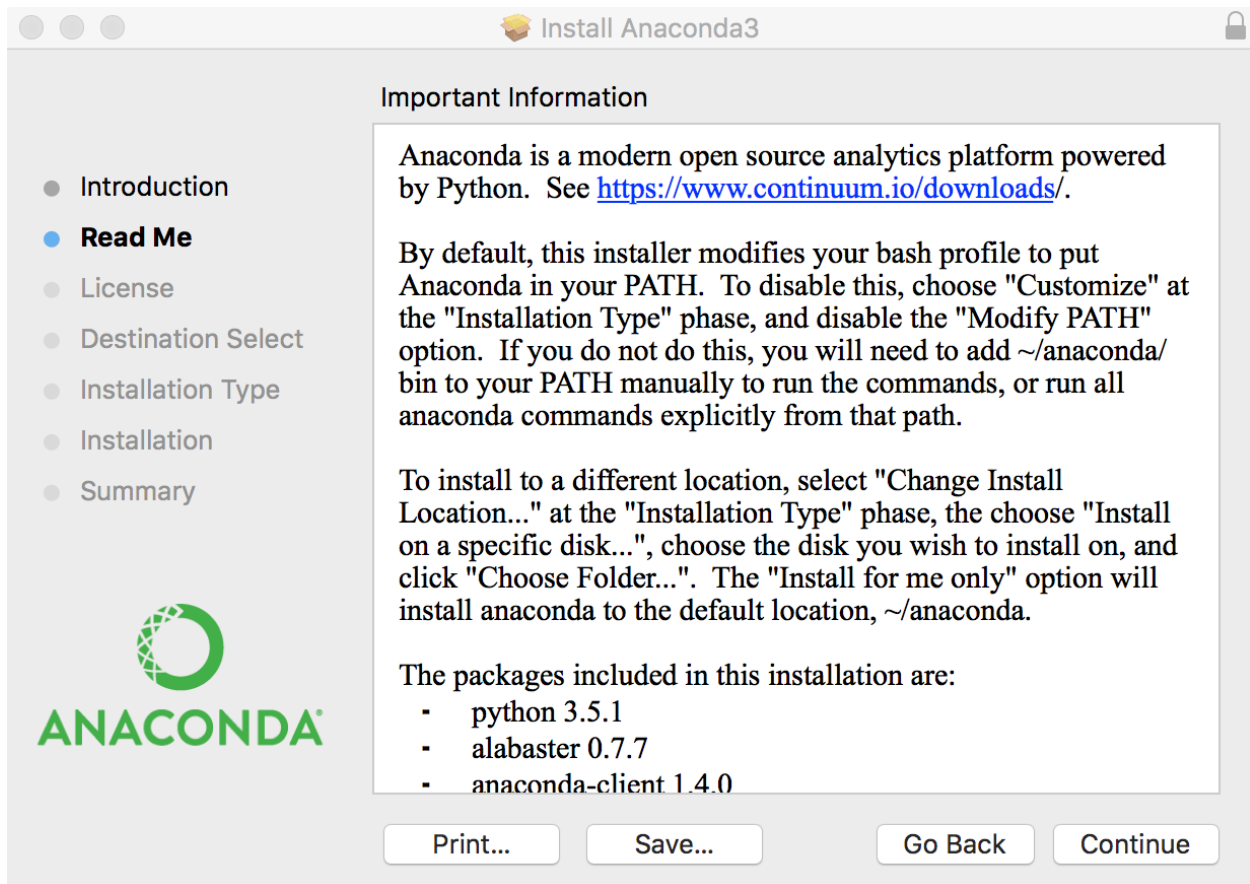 Install Anaconda3
Important Information
Introduction
Read Me
License
Destination Select
Installation Type
Installation
Summary
ANACONDA
Anaconda is a modern open source analytics platform powered
by Python.  See https://www.continuum.io/downloads/.
By default, this installer modifies your bash profile to put
Anaconda in your PATH.  To disable this, choose "Customize" at
the "Installation Type" phase, and disable the "Modify PATH"
option.  If you do not do this, you will need to add ~/anaconda/
bin to your PATH manually to run the commands, or run all
anaconda commands explicitly from that path.
To install to a different location, select "Change Install
Location..." at the "Installation Type" phase, the choose "Install
on a specific disk...", choose the disk you wish to install on, and
click "Choose Folder...".  The "Install for me only" option will
install anaconda to the default location, ~/anaconda.
The packages included in this installation are:
- python 3.5.1
- alabaster 0.7.7
- anaconda-client 1.4.0
Print...
Save...
Go Back
Continue